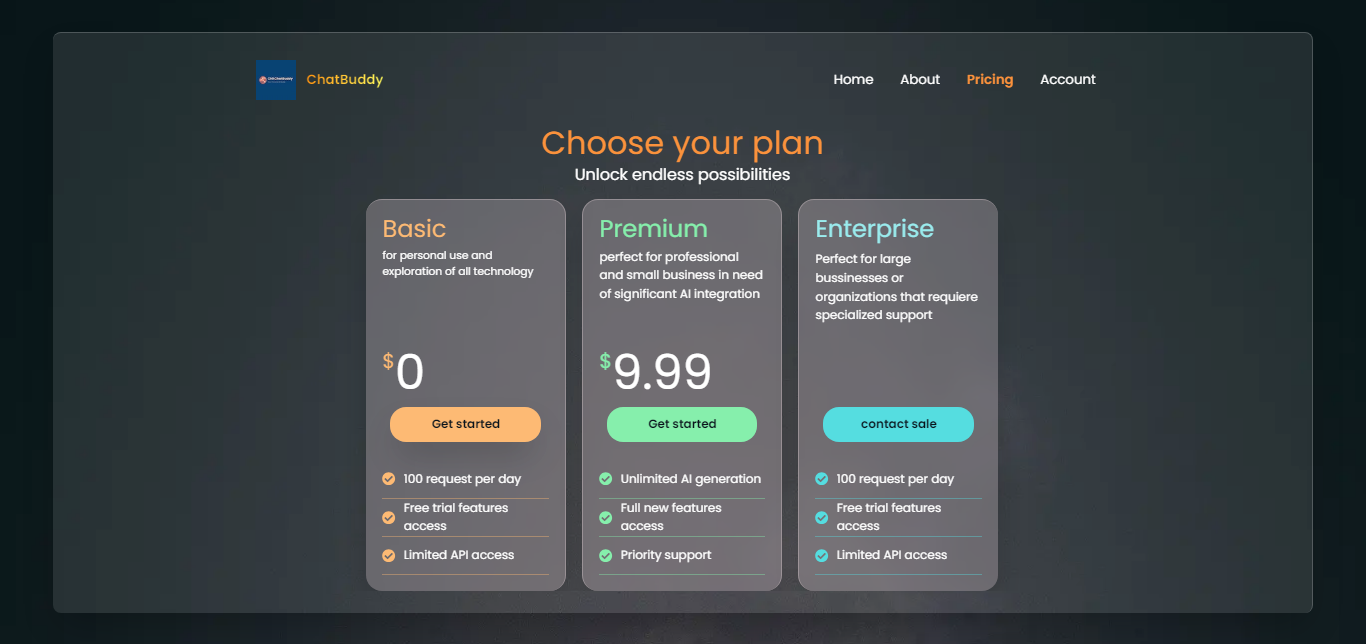 ChatBuddy
Home About Pricing Account
Choose your plan
Unlock endless possibilities
Basic
for personal use and
exploration of all technology
$0
Get started
100 request per day
Free trial features
access
Limited API access
Premium
perfect for professional
and small business in need
of significant AI integration
$9.99
Get started
Unlimited AI generation
Full new features
access
Priority support
Enterprise
Perfect for large
bussinesses or
organizations that requiere
specialized support
contact sale
100 request per day
Free trial features
access
Limited API access